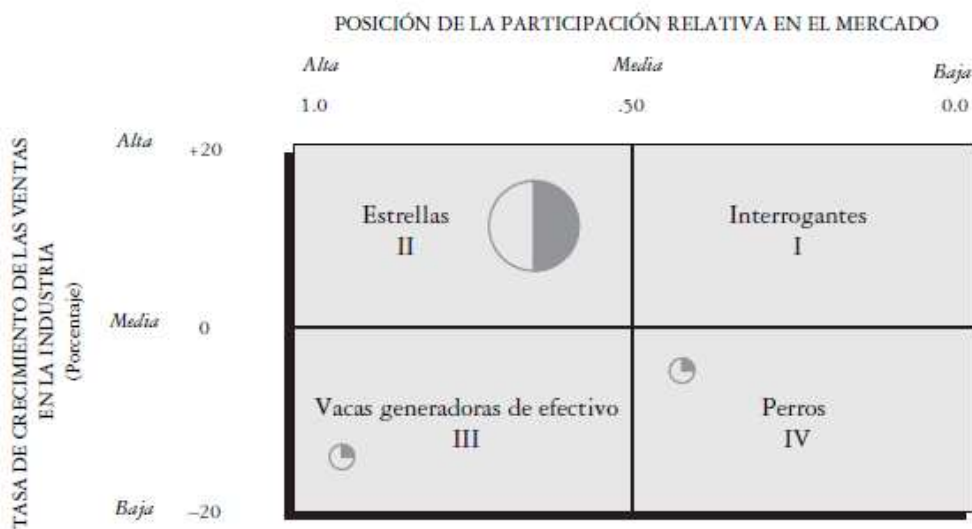 POSICIÓN DE LA PARTICIPACIÓN RELATIVA EN EL MERCADO
Alta Media Baja
1.0 .50 0.0
TASA DE CRECIMIENTO DE LAS VENTAS
EN LA INDUSTRIA
(Porcentaje)
Alta +20
Estrellas
II
Interrogantes
I
Media 0
Vacas generadoras de efectivo
III
Perros
IV
Baja –20